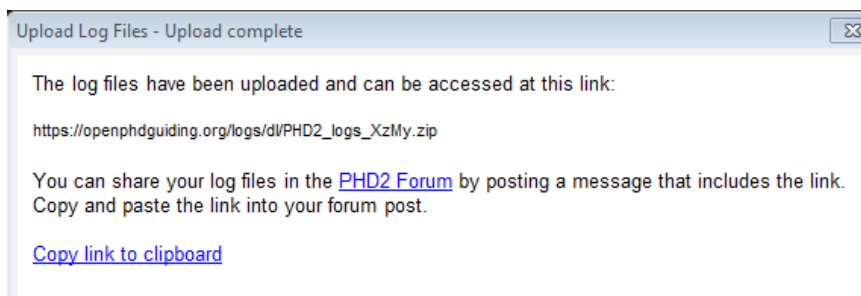 Upload Log Files - Upload complete
The log files have been uploaded and can be accessed at this link:
https://openphdguiding.org/logs/dl/PHD2_logs_XzMy.zip
You can share your log files in the PHD2 Forum by posting a message that includes the link.
Copy and paste the link into your forum post.
Copy link to clipboard